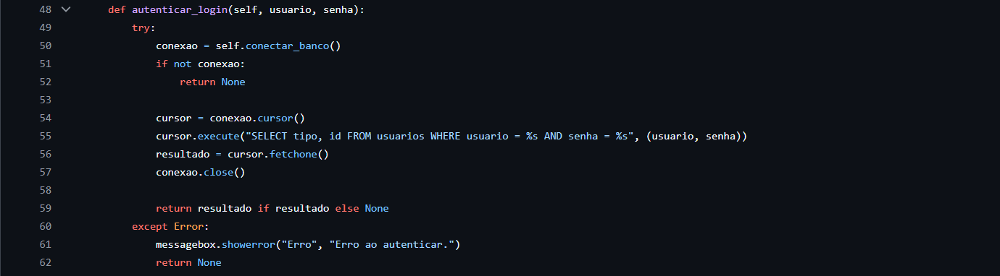 48 def autenticar_login(self, usuario, senha):
49 try:
50 conexao = self.conectar_banco()
51 if not conexao:
52 return None
53
54 cursor = conexao.cursor()
55 cursor.execute("SELECT tipo, id FROM usuarios WHERE usuario = %s AND senha = %s", (usuario, senha))
56 resultado = cursor.fetchone()
57 conexao.close()
58
59 return resultado if resultado else None
60 except Error:
61 messagebox.showerror("Erro", "Erro ao autenticar.")
62 return None